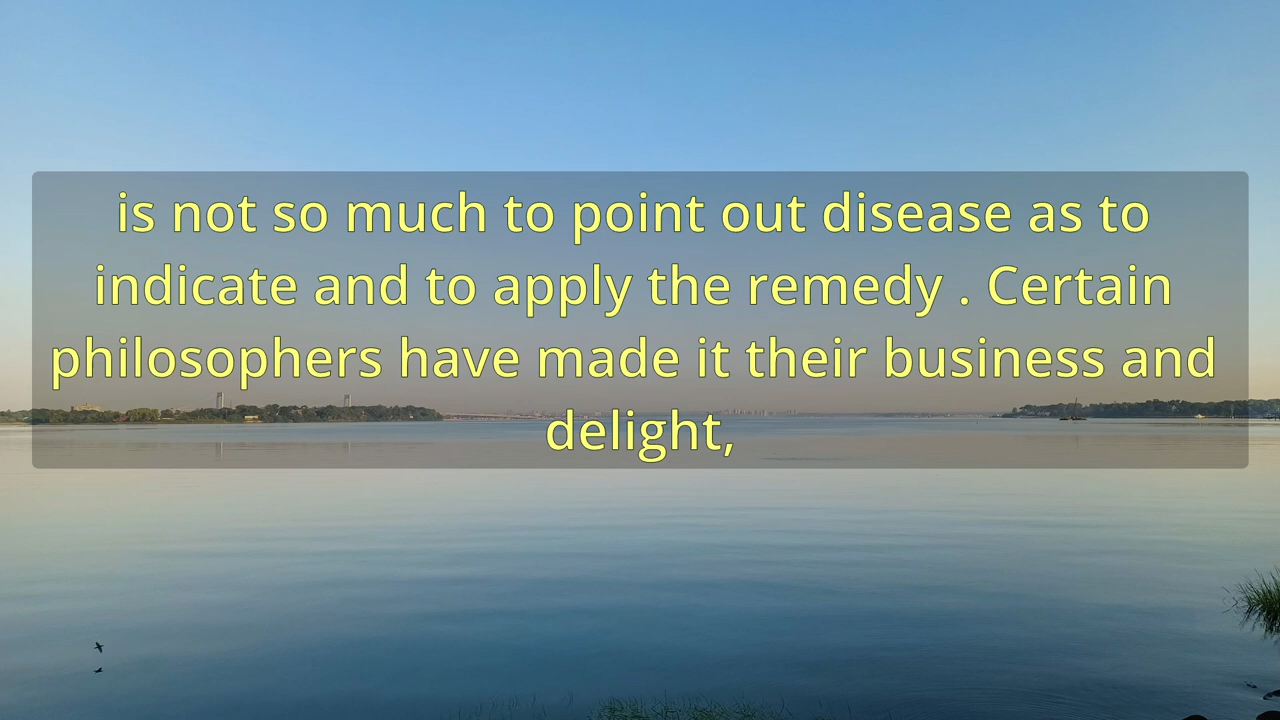 is not so much to point out disease as to
indicate and to apply the remedy . Certain
philosophers have made it their business and
delight,